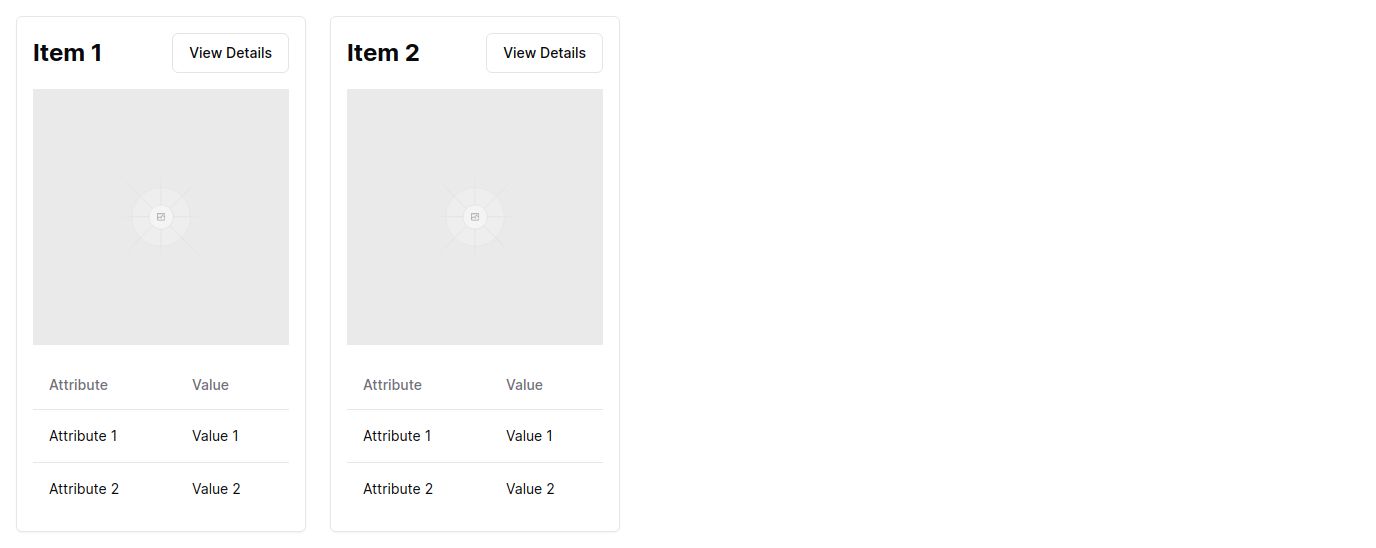 Item 1
View Details
Attribute
Value
Attribute 1
Value 1
Attribute 2
Value 2
Item 2
View Details
Attribute
Value
Attribute 1
Value 1
Attribute 2
Value 2